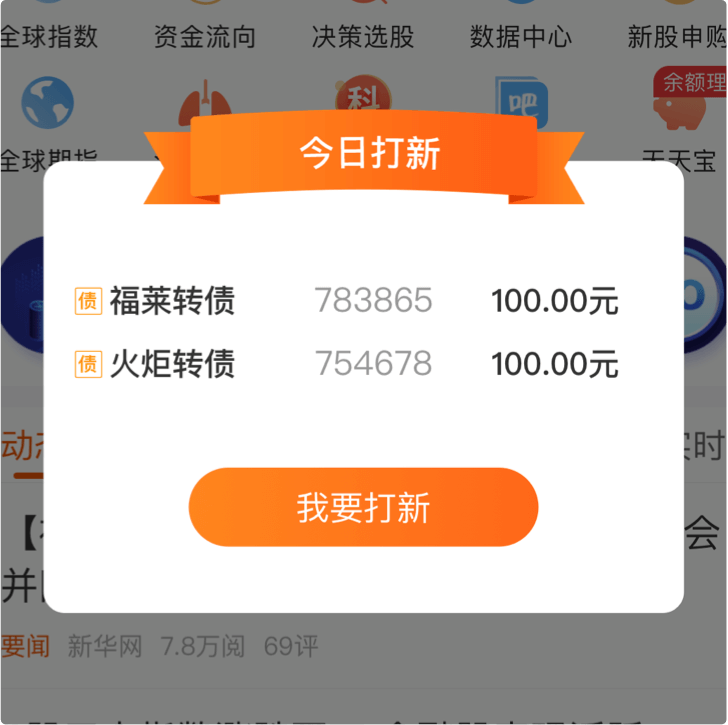 全球指数 资金流向 决策选股 数据中心 新股申购
科 吧 余额理
全球期指 天天宝
今日打新
债 福莱转债 783865 100.00元
债 火炬转债 754678 100.00元
动态 实时
我要打新
【 会
并
要闻 新华网 7.8万阅 69评